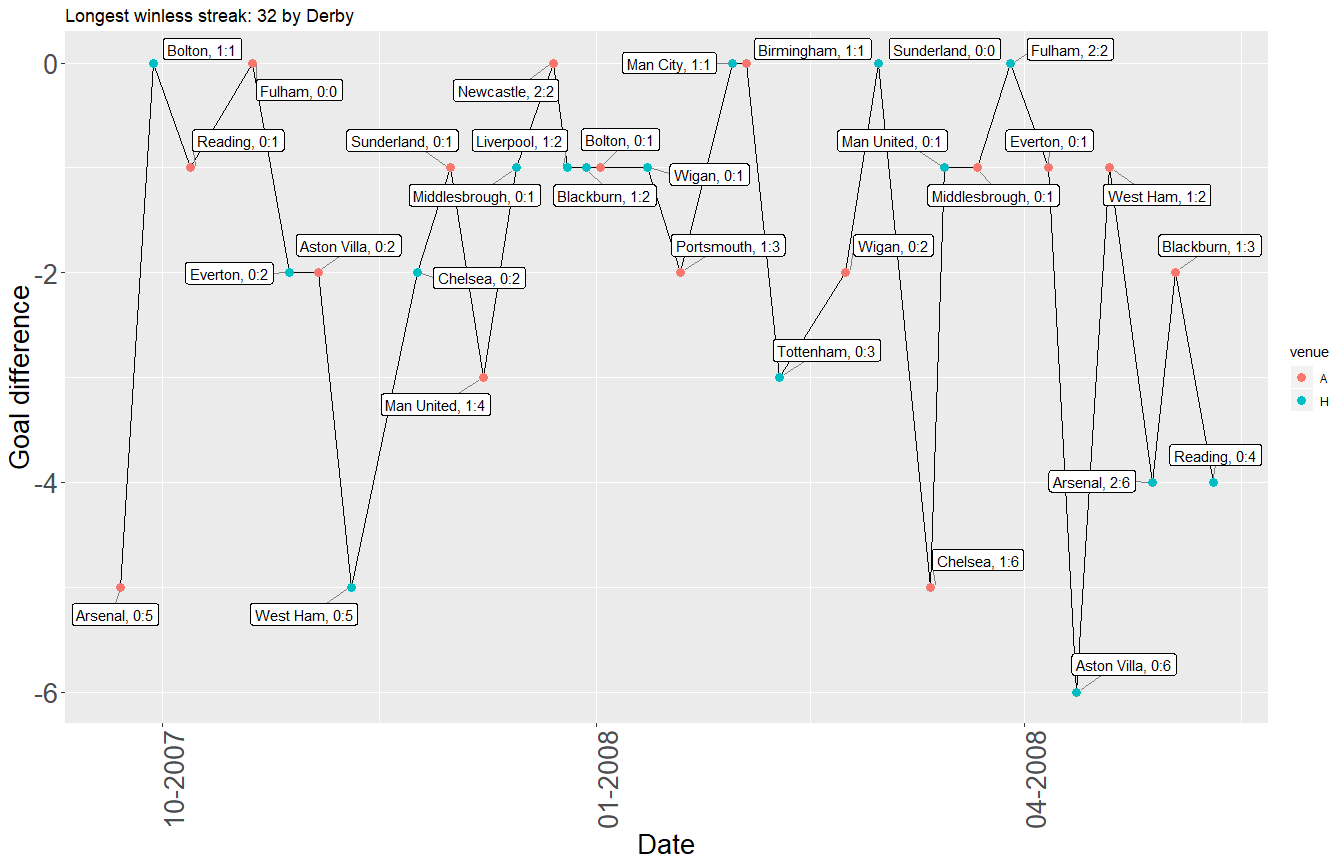 Longest winless streak: 32 by Derby
0
-2
-4
-6
Goal difference
Bolton, 1:1
Man City, 1:1
Birmingham, 1:1
Sunderland, 0:0
Fulham, 2:2
Fulham, 0:0
Newcastle, 2:2
Reading, 0:1
Sunderland, 0:1
Liverpool, 1:2
Bolton, 0:1
Man United, 0:1
Everton, 0:1
Wigan, 0:1
Middlesbrough, 0:1
Blackburn, 1:2
Middlesbrough, 0:1
West Ham, 1:2
Aston Villa, 0:2
Portsmouth, 1:3
Wigan, 0:2
Blackburn, 1:3
Everton, 0:2
Chelsea, 0:2
Tottenham, 0:3
Man United, 1:4
Reading, 0:4
Arsenal, 2:6
Chelsea, 1:6
Arsenal, 0:5
West Ham, 0:5
Aston Villa, 0:6
10-2007
01-2008
04-2008
Date
venue
A
H